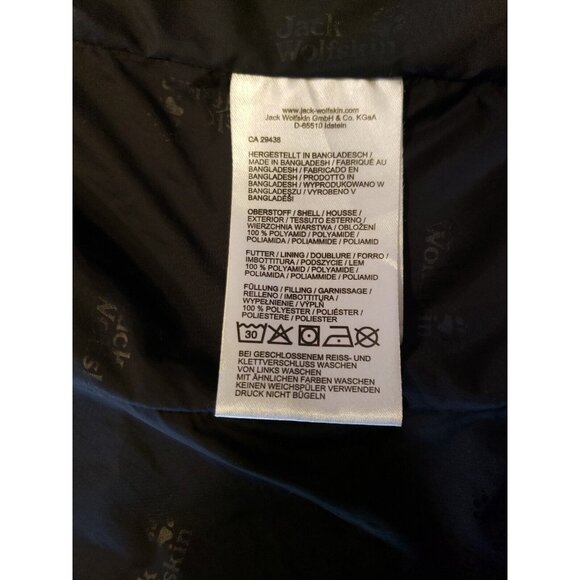 Jack
Wolfskin
www.jack-wolfskin.com
Jack Wolfskin GmbH & Co. KGaA
D-65510 Idstein
CA 29438
HERGESTELLT IN BANGLADESCH /
MADE IN BANGLADESH / FABRIQUÉ AU
BANGLADESH / FABRICADO EN
BANGLADESH / PRODOTTO IN
BANGLADESH / WYPRODUKOWANO W
BANGLADESZU / VYROBENO V
BANGLADÉŠI
OBERSTOFF / SHELL / HOUSSE /
EXTERIOR / TESSUTO ESTERNO /
WIERZCHNIA WARSTWA / OBLOŽENÍ
100 % POLYAMID / POLYAMIDE /
POLIAMIDA / POLIAMMIDE / POLIAMID
FUTTER / LINING / DOUBLURE / FORRO /
IMBOTTITURA / PODSZYCIE / LEM
100 % POLYAMID / POLYAMIDE /
POLIAMIDA / POLIAMMIDE / POLIAMID
FÜLLUNG / FILLING / GARNISSAGE /
RELLENO / IMBOTTITURA /
WYPEŁNIENIE / VÝPLŇ
100 % POLYESTER / POLIÉSTER /
POLIESTERE / POLYESTER
30
BEI GESCHLOSSENEM REISS- UND
KLETTVERSCHLUSS WASCHEN
VON LINKS WASCHEN
MIT ÄHNLICHEN FARBEN WASCHEN
KEINEN WEICHSPÜLER VERWENDEN
DRUCK NICHT BÜGELN
Jack
Wolfskin